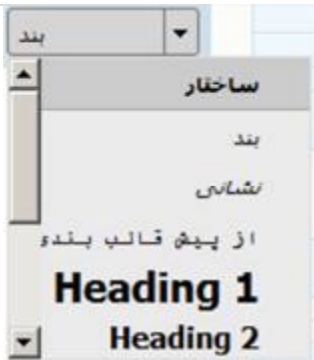 بند
ساختار
بند
نشانی
از پیش قالب بندی
Heading 1
Heading 2